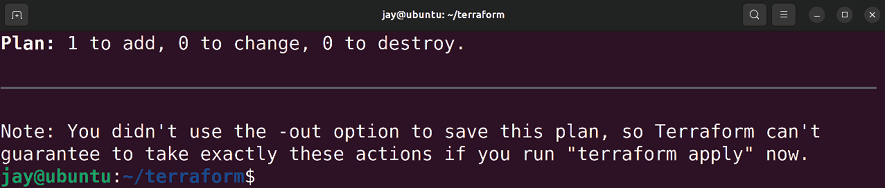 jay@ubuntu: ~/terraform
Plan: 1 to add, 0 to change, 0 to destroy.
Note: You didn't use the -out option to save this plan, so Terraform can't
guarantee to take exactly these actions if you run "terraform apply" now.
jay@ubuntu:~/terraform$